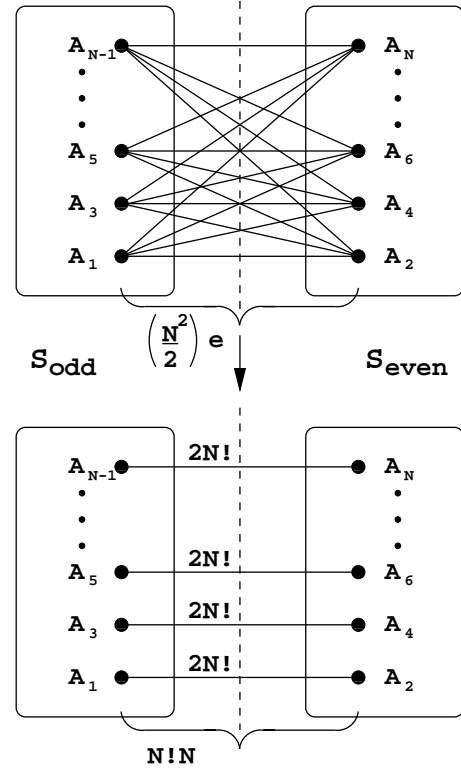 A_{N-1} A_N
A_5 A_6
A_3 A_4
A_1 A_2
(N/2)^2 e
S_odd S_even
A_{N-1} 2N! A_N
A_5 2N! A_6
A_3 2N! A_4
A_1 2N! A_2
N!N